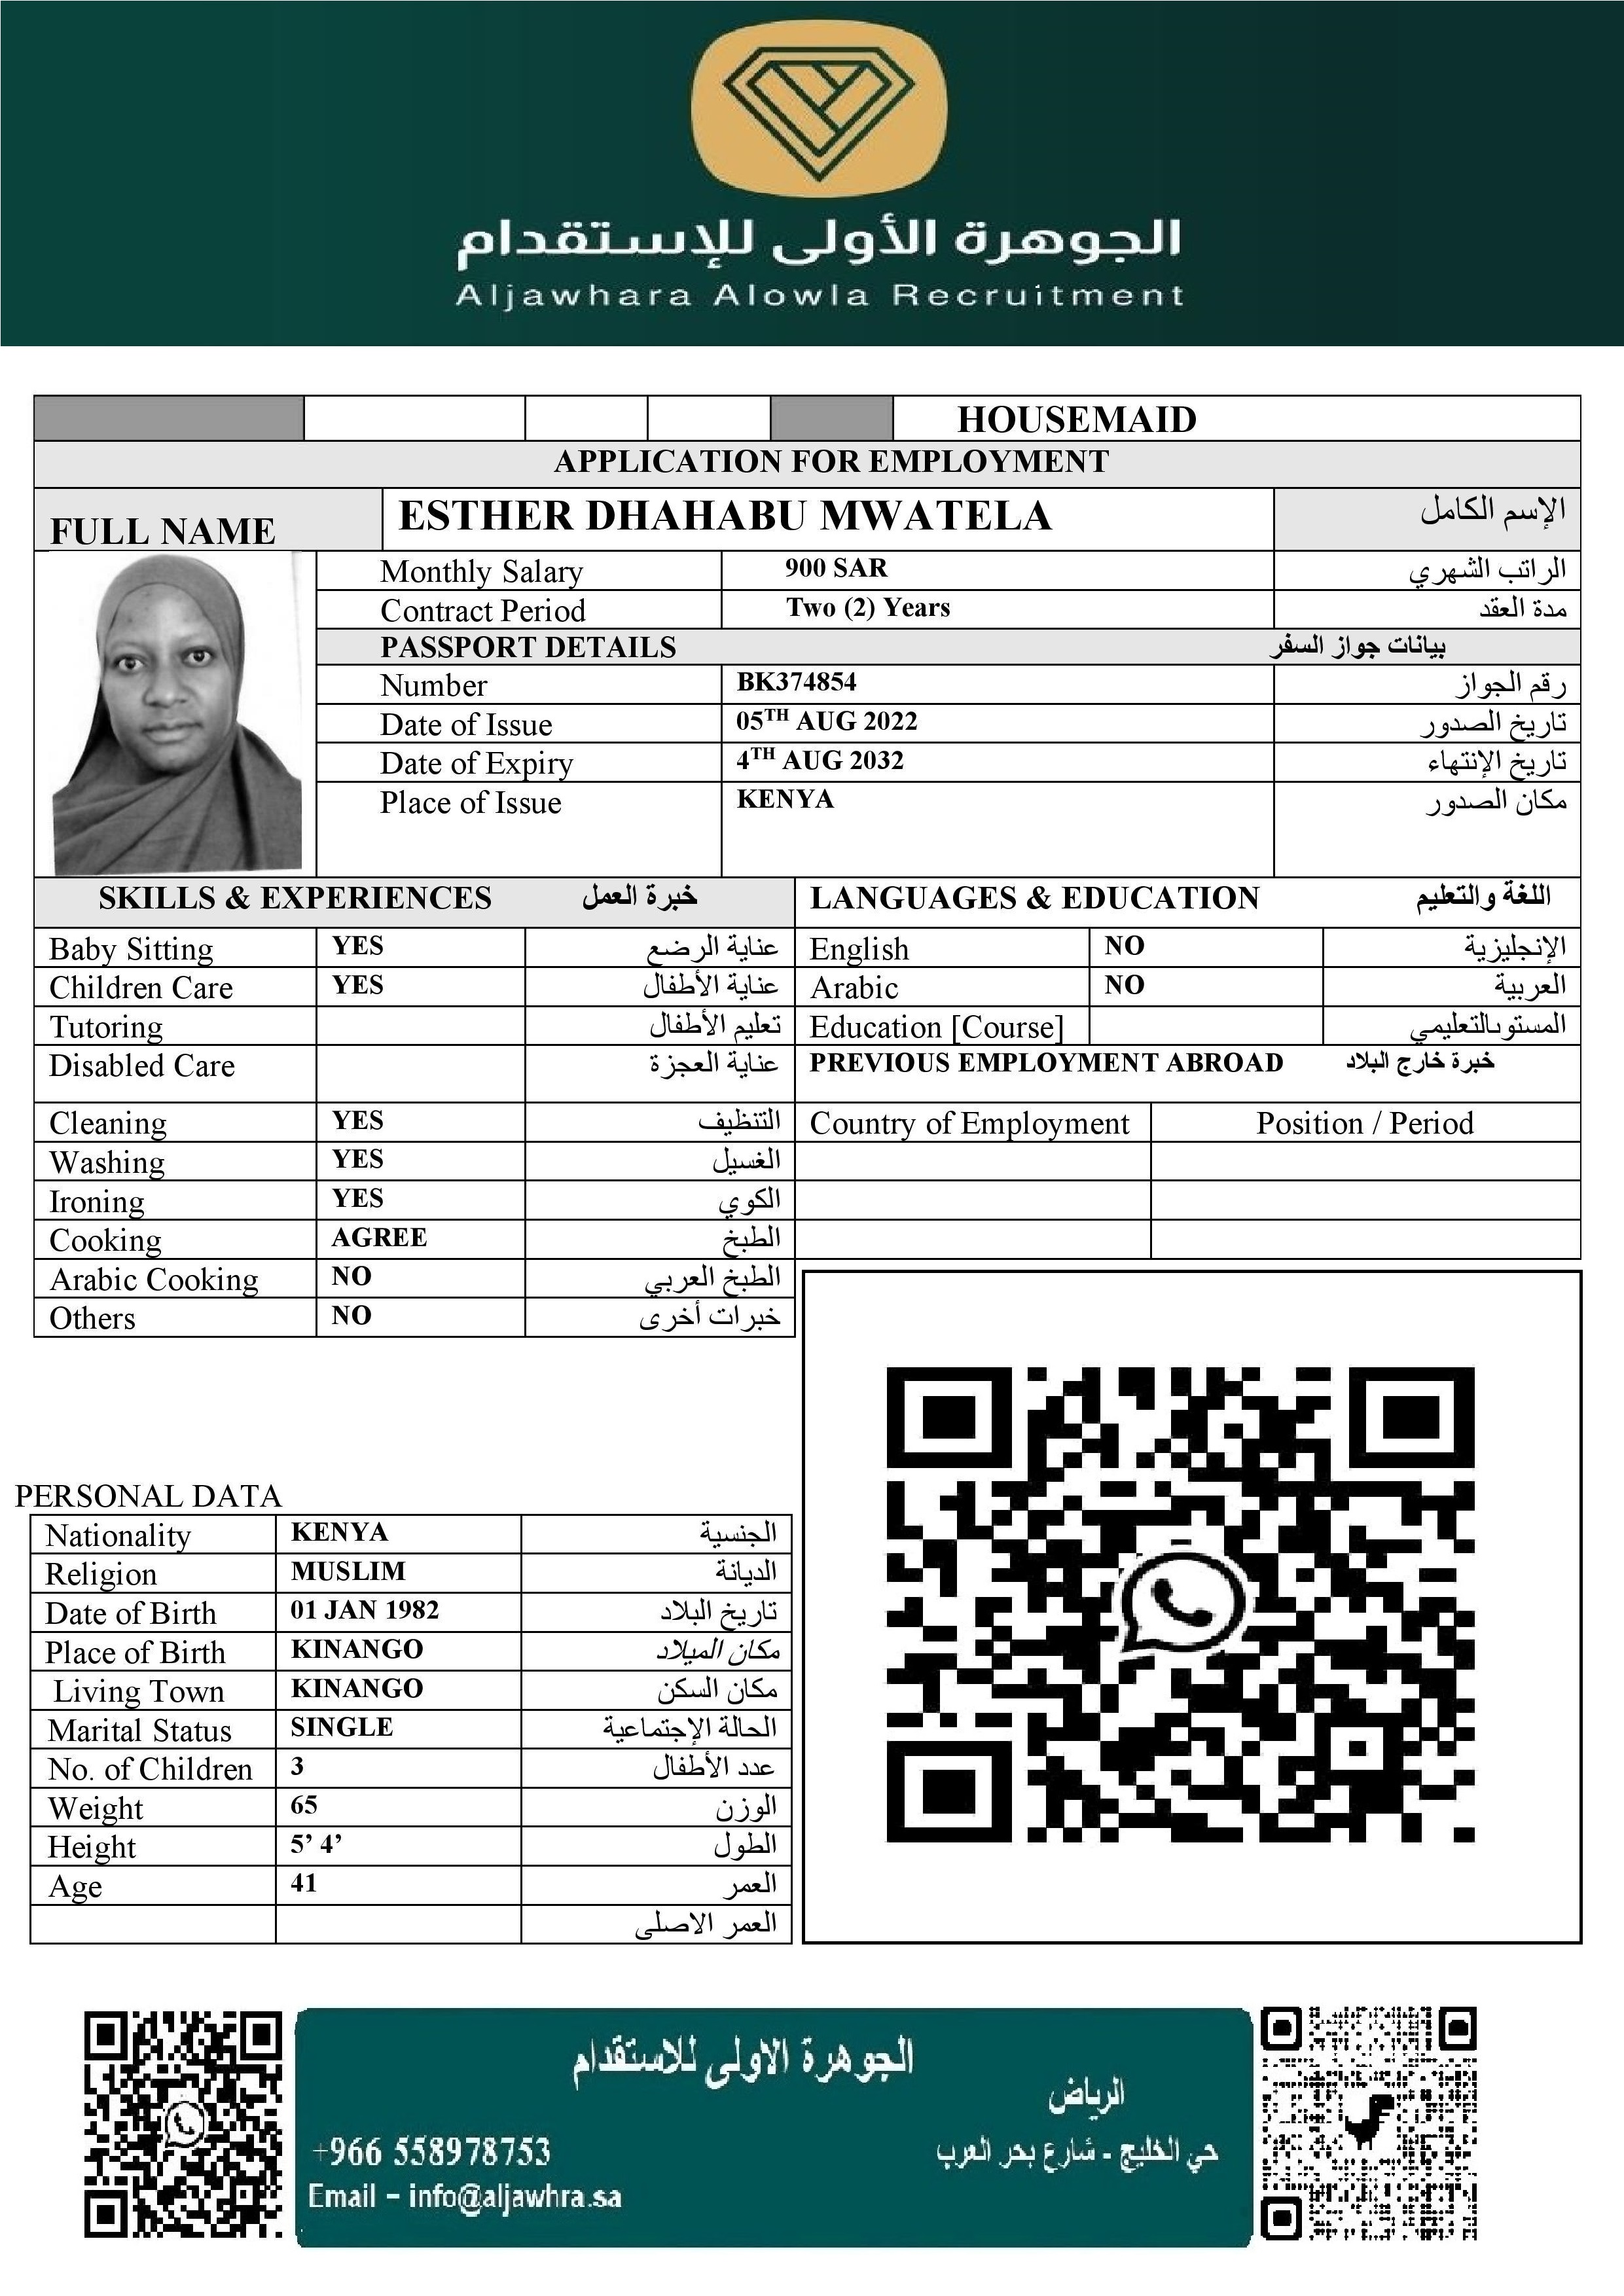 الجوهرة الأولى للإستقدام
Aljawhara Alowla Recruitment
HOUSEMAID
APPLICATION FOR EMPLOYMENT
FULL NAME ESTHER DHAHABU MWATELA الإسم الكامل
Monthly Salary 900 SAR الراتب الشهري
Contract Period Two (2) Years مدة العقد
PASSPORT DETAILS بيانات جواز السفر
Number BK374854 رقم الجواز
Date of Issue 05TH AUG 2022 تاريخ الصدور
Date of Expiry 4TH AUG 2032 تاريخ الإنتهاء
Place of Issue KENYA مكان الصدور
SKILLS & EXPERIENCES خبرة العمل
Baby Sitting YES عناية الرضع
Children Care YES عناية الأطفال
Tutoring تعليم الأطفال
Disabled Care عناية العجزة
Cleaning YES التنظيف
Washing YES الغسيل
Ironing YES الكوي
Cooking AGREE الطبخ
Arabic Cooking NO الطبخ العربي
Others NO خبرات أخرى
LANGUAGES & EDUCATION اللغة والتعليم
English NO الإنجليزية
Arabic NO العربية
Education [Course] المستوىالتعليمي
PREVIOUS EMPLOYMENT ABROAD خبرة خارج البلاد
Country of Employment Position / Period
PERSONAL DATA
Nationality KENYA الجنسية
Religion MUSLIM الديانة
Date of Birth 01 JAN 1982 تاريخ البلاد
Place of Birth KINANGO مكان الميلاد
Living Town KINANGO مكان السكن
Marital Status SINGLE الحالة الإجتماعية
No. of Children 3 عدد الأطفال
Weight 65 الوزن
Height 5’ 4’ الطول
Age 41 العمر
العمر الاصلى
الجوهرة الاولى للاستقدام
الرياض
+966 558978753 حي الخليج - شارع بحر العرب
Email – info@aljawhra.sa